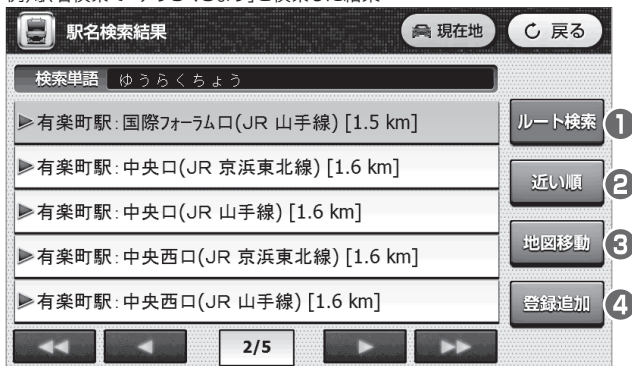 駅名検索結果
現在地
戻る
検索単語 ゆうらくちょう
有楽町駅:国際フォーラム口(JR 山手線) [1.5 km]
有楽町駅:中央口(JR 京浜東北線) [1.6 km]
有楽町駅:中央口(JR 山手線) [1.6 km]
有楽町駅:中央西口(JR 京浜東北線) [1.6 km]
有楽町駅:中央西口(JR 山手線) [1.6 km]
ルート検索 1
近い順 2
地図移動 3
登録追加 4
2/5